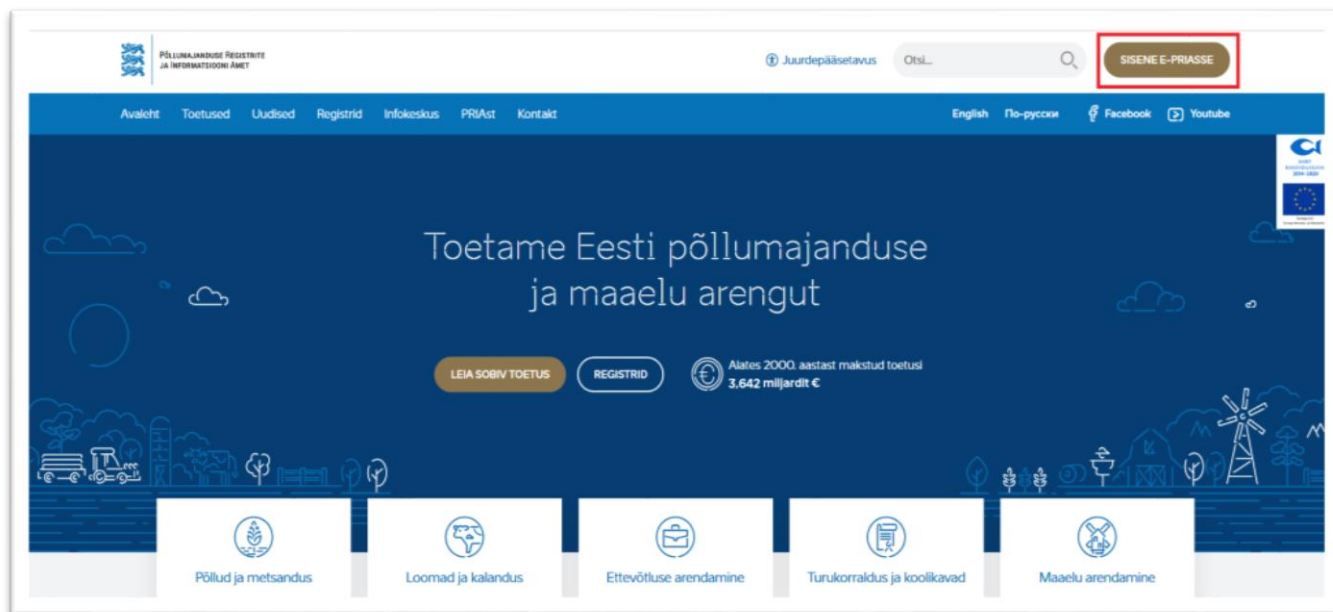 PÕLLUMAJANDUSE REGISTRITE
JA INFORMATSIOONI AMET
Juurdepääsetavus
Otsi...
SISENE E-PRIASSE
Avaleht Toetused Uudised Registrid Infokeskus PRIAst Kontakt
English По-русски Facebook Youtube
2014-2020
Toetame Eesti põllumajanduse
ja maaelu arengut
LEIA SOBIV TOETUS
REGISTRID
Alates 2000. aastast makstud toetusi
3,642 miljardit €
Põllud ja metsandus
Loomad ja kalandus
Ettevõtluse arendamine
Turukorraldus ja koolikavad
Maaelu arendamine